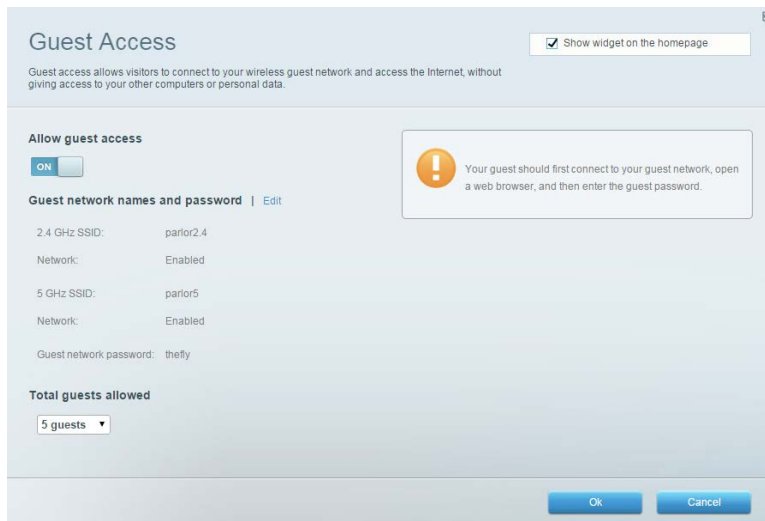 Guest Access
Show widget on the homepage
Guest access allows visitors to connect to your wireless guest network and access the Internet, without
giving access to your other computers or personal data.
Allow guest access
ON
Your guest should first connect to your guest network, open
a web browser, and then enter the guest password.
Guest network names and password | Edit
2.4 GHz SSID: parlor2.4
Network: Enabled
5 GHz SSID: parlor5
Network: Enabled
Guest network password: thefly
Total guests allowed
5 guests
Ok Cancel